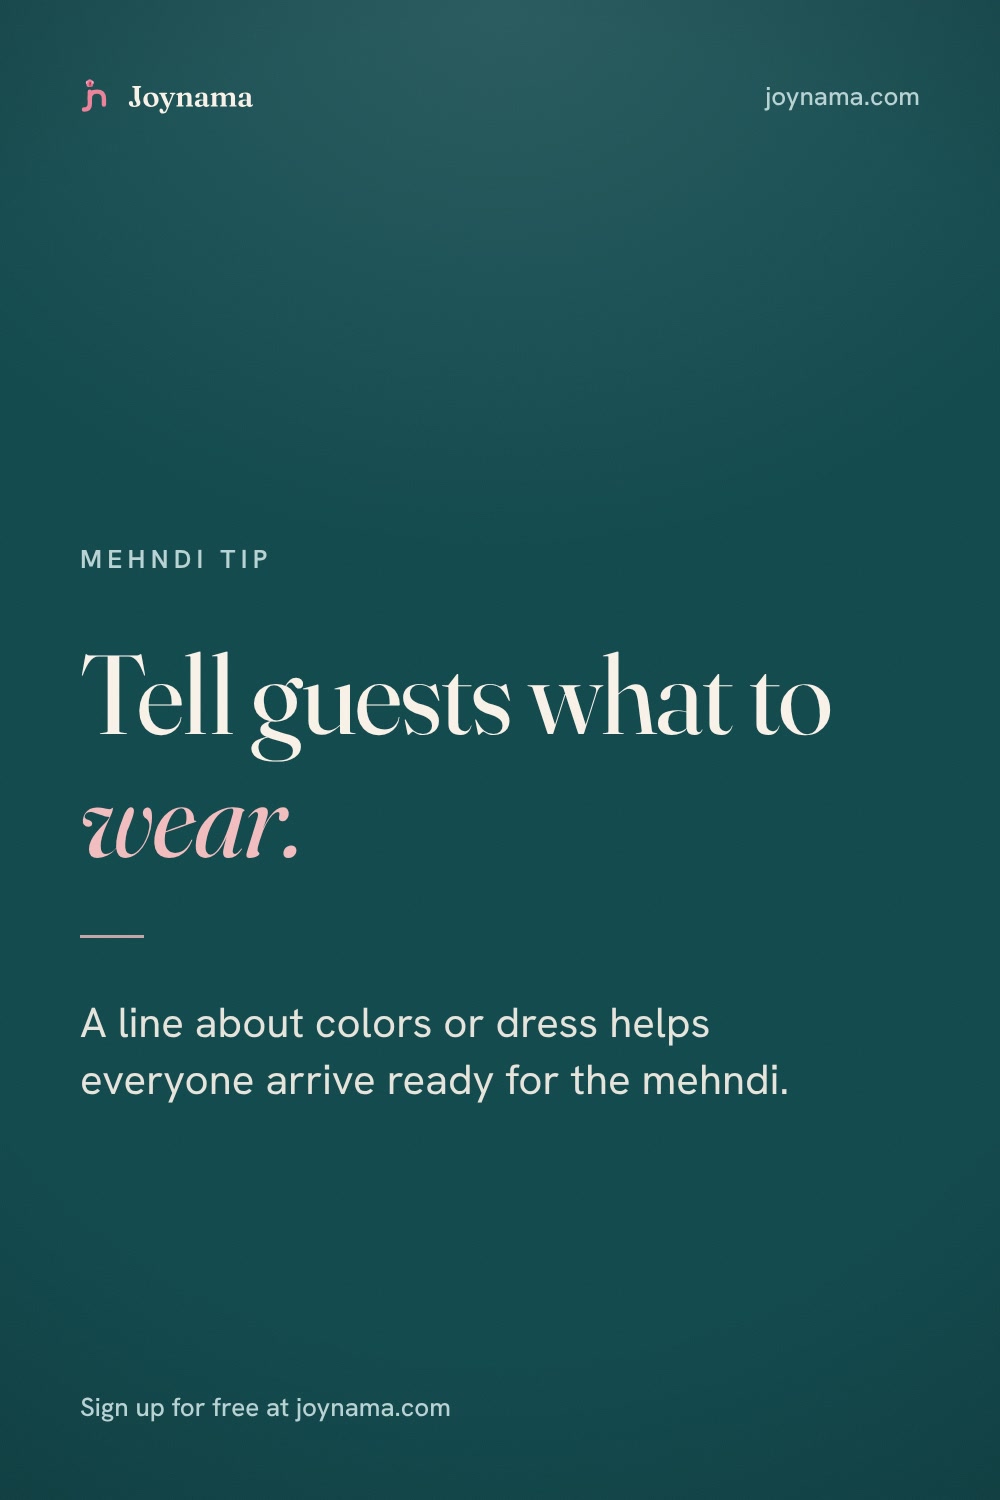 Joynama
joynama.com
MEHNDI TIP
Tell guests what to
wear.
A line about colors or dress helps
everyone arrive ready for the mehndi.
Sign up for free at joynama.com